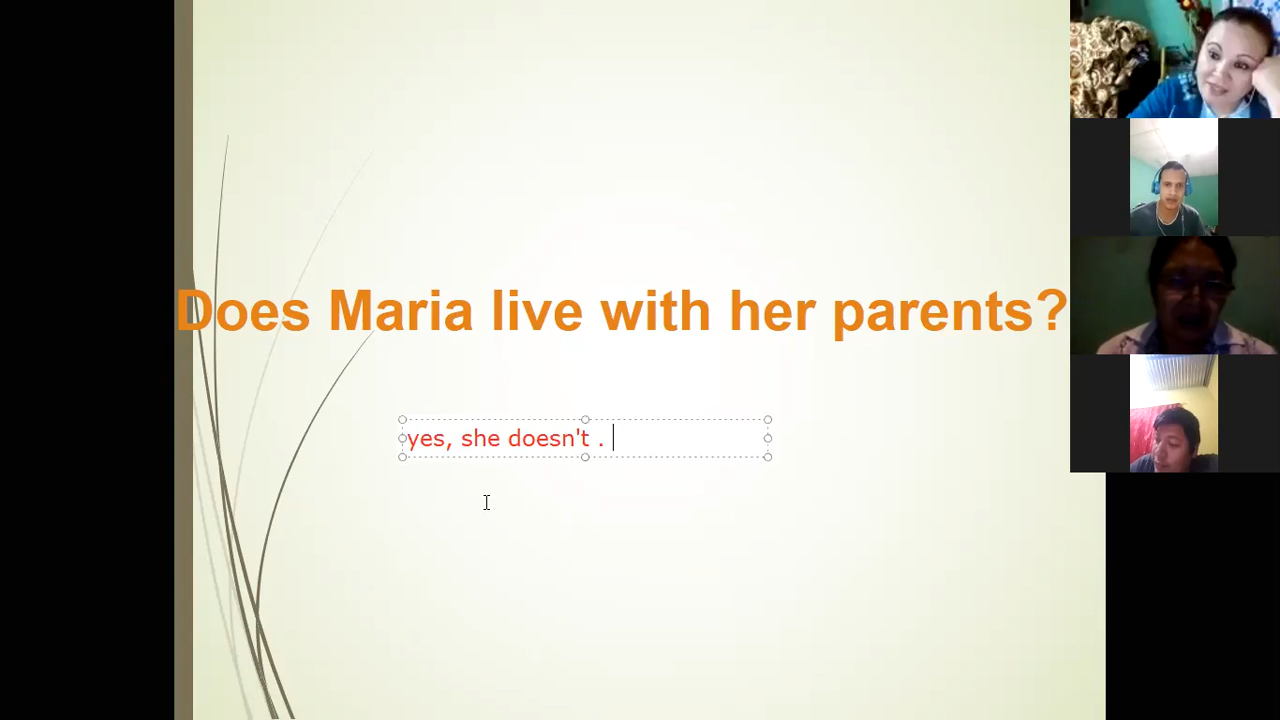 Does Maria live with her parents?
yes, she doesn't .